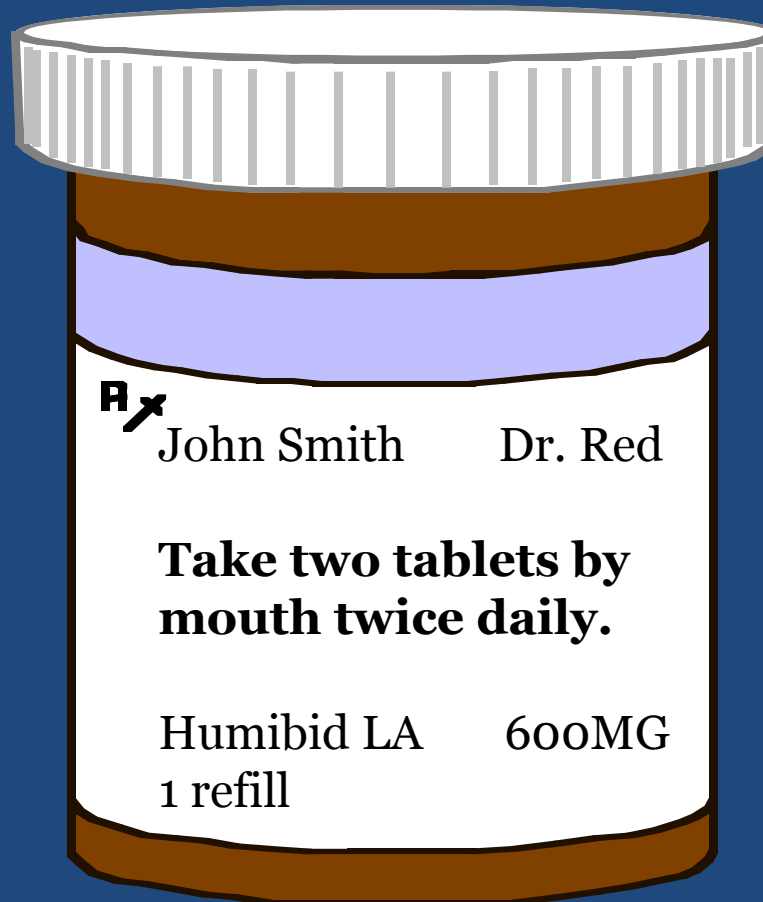 Rx
John Smith Dr. Red
Take two tablets by
mouth twice daily.
Humibid LA 600MG
1 refill